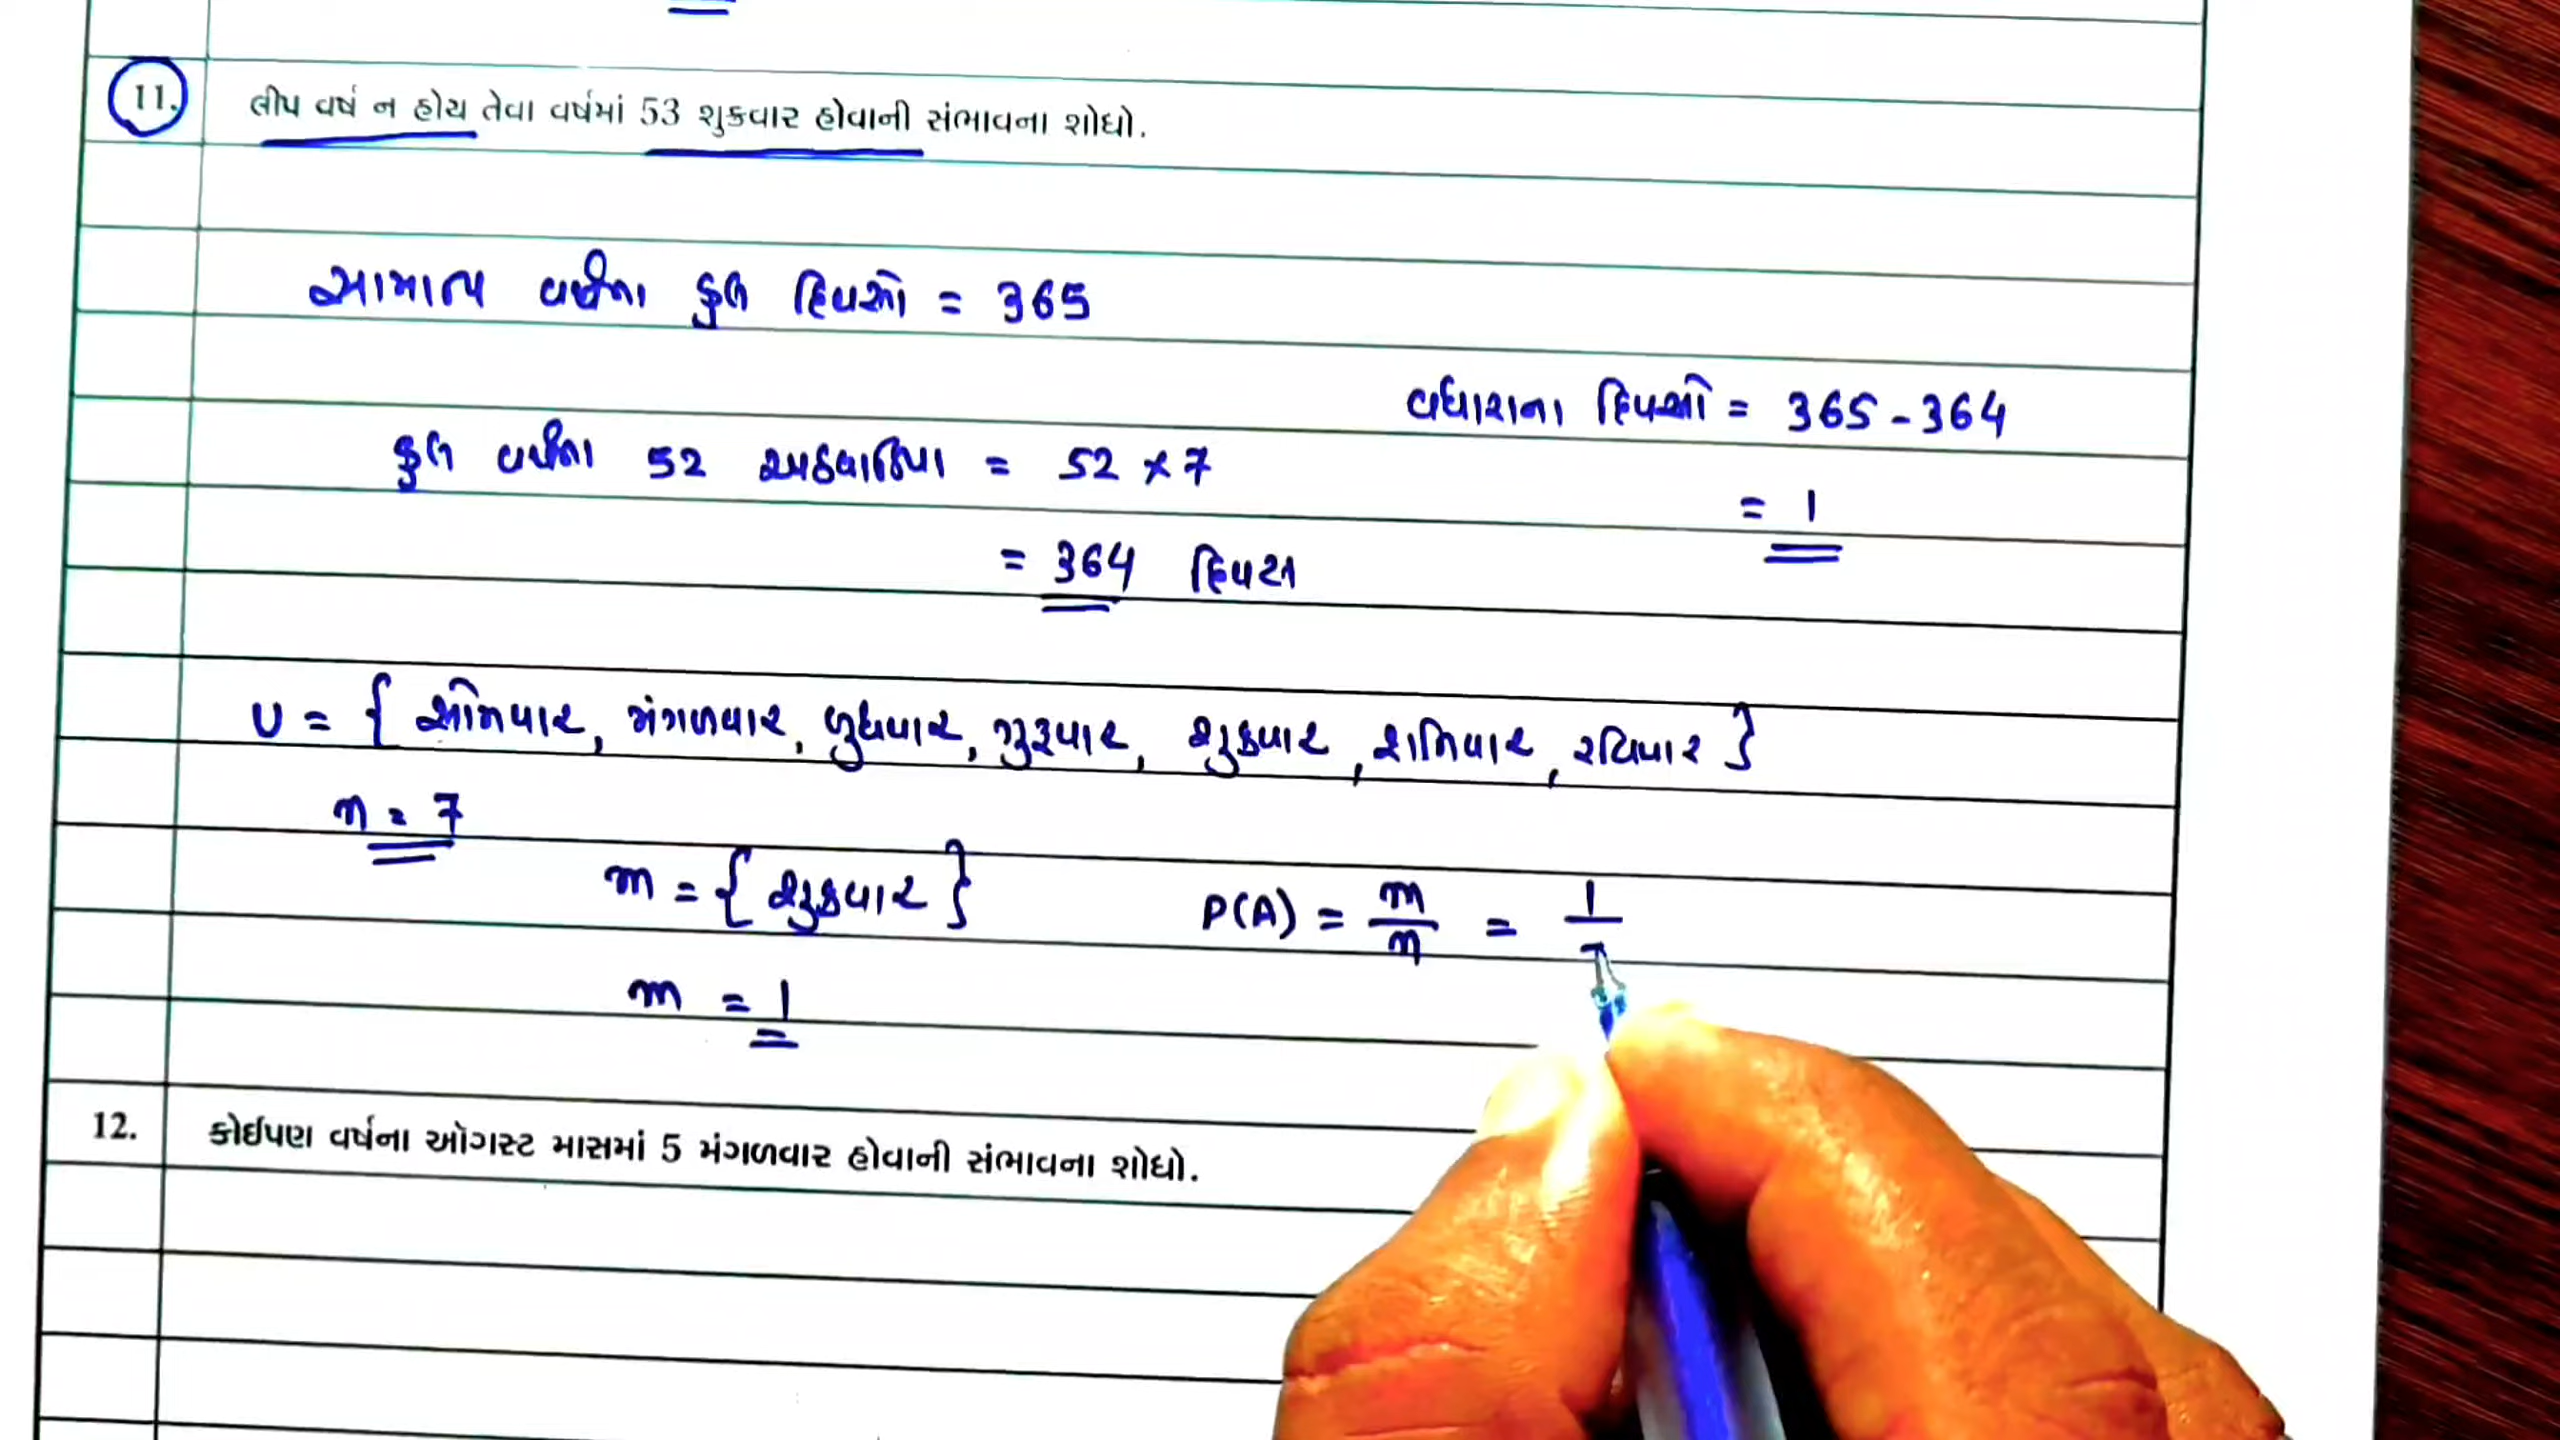 11. લીપ વર્ષ ન હોય તેવા વર્ષમાં 53 શુક્રવાર હોવાની સંભાવના શોધો.
સામાન્ય વર્ષના કુલ દિવસો = 365
વધારાના દિવસો = 365 - 364
કુલ વર્ષના 52 અઠવાડિયા = 52 × 7
= 1
= 364 દિવસ
U = { સોમવાર, મંગળવાર, બુધવાર, ગુરૂવાર, શુક્રવાર, શનિવાર, રવિવાર }
n = 7
m = { શુક્રવાર } P(A) = m/n = 1/7
m = 1
12. કોઈપણ વર્ષના ઑગસ્ટ માસમાં 5 મંગળવાર હોવાની સંભાવના શોધો.